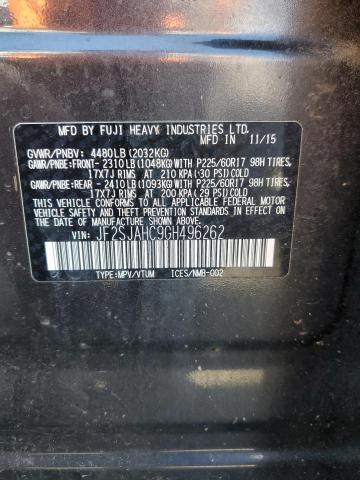 MFD BY FUJI HEAVY INDUSTRIES LTD.
MFD IN 11/15
GVWR/PNBV: 4480LB(2032KG)
GAWR/PNBE:FRONT- 2310LB(1048KG)WITH P225/60R17 98H TIRES,
17X7J RIMS AT 210 KPA(30 PSI)COLD
GAWR/PNBE:REAR - 2410LB(1093KG)WITH P225/60R17 98H TIRES,
17X7J RIMS AT 200 KPA(29 PSI)COLD
THIS VEHICLE CONFORMS TO ALL APPLICABLE FEDERAL MOTOR
VEHICLE SAFETY STANDARDS IN EFFECT ON THE DATE OF
MANUFACTURE SHOWN ABOVE.
VIN: JF2SJAHC9GH496262
TYPE:MPV/VTUM ICES/NMB-002